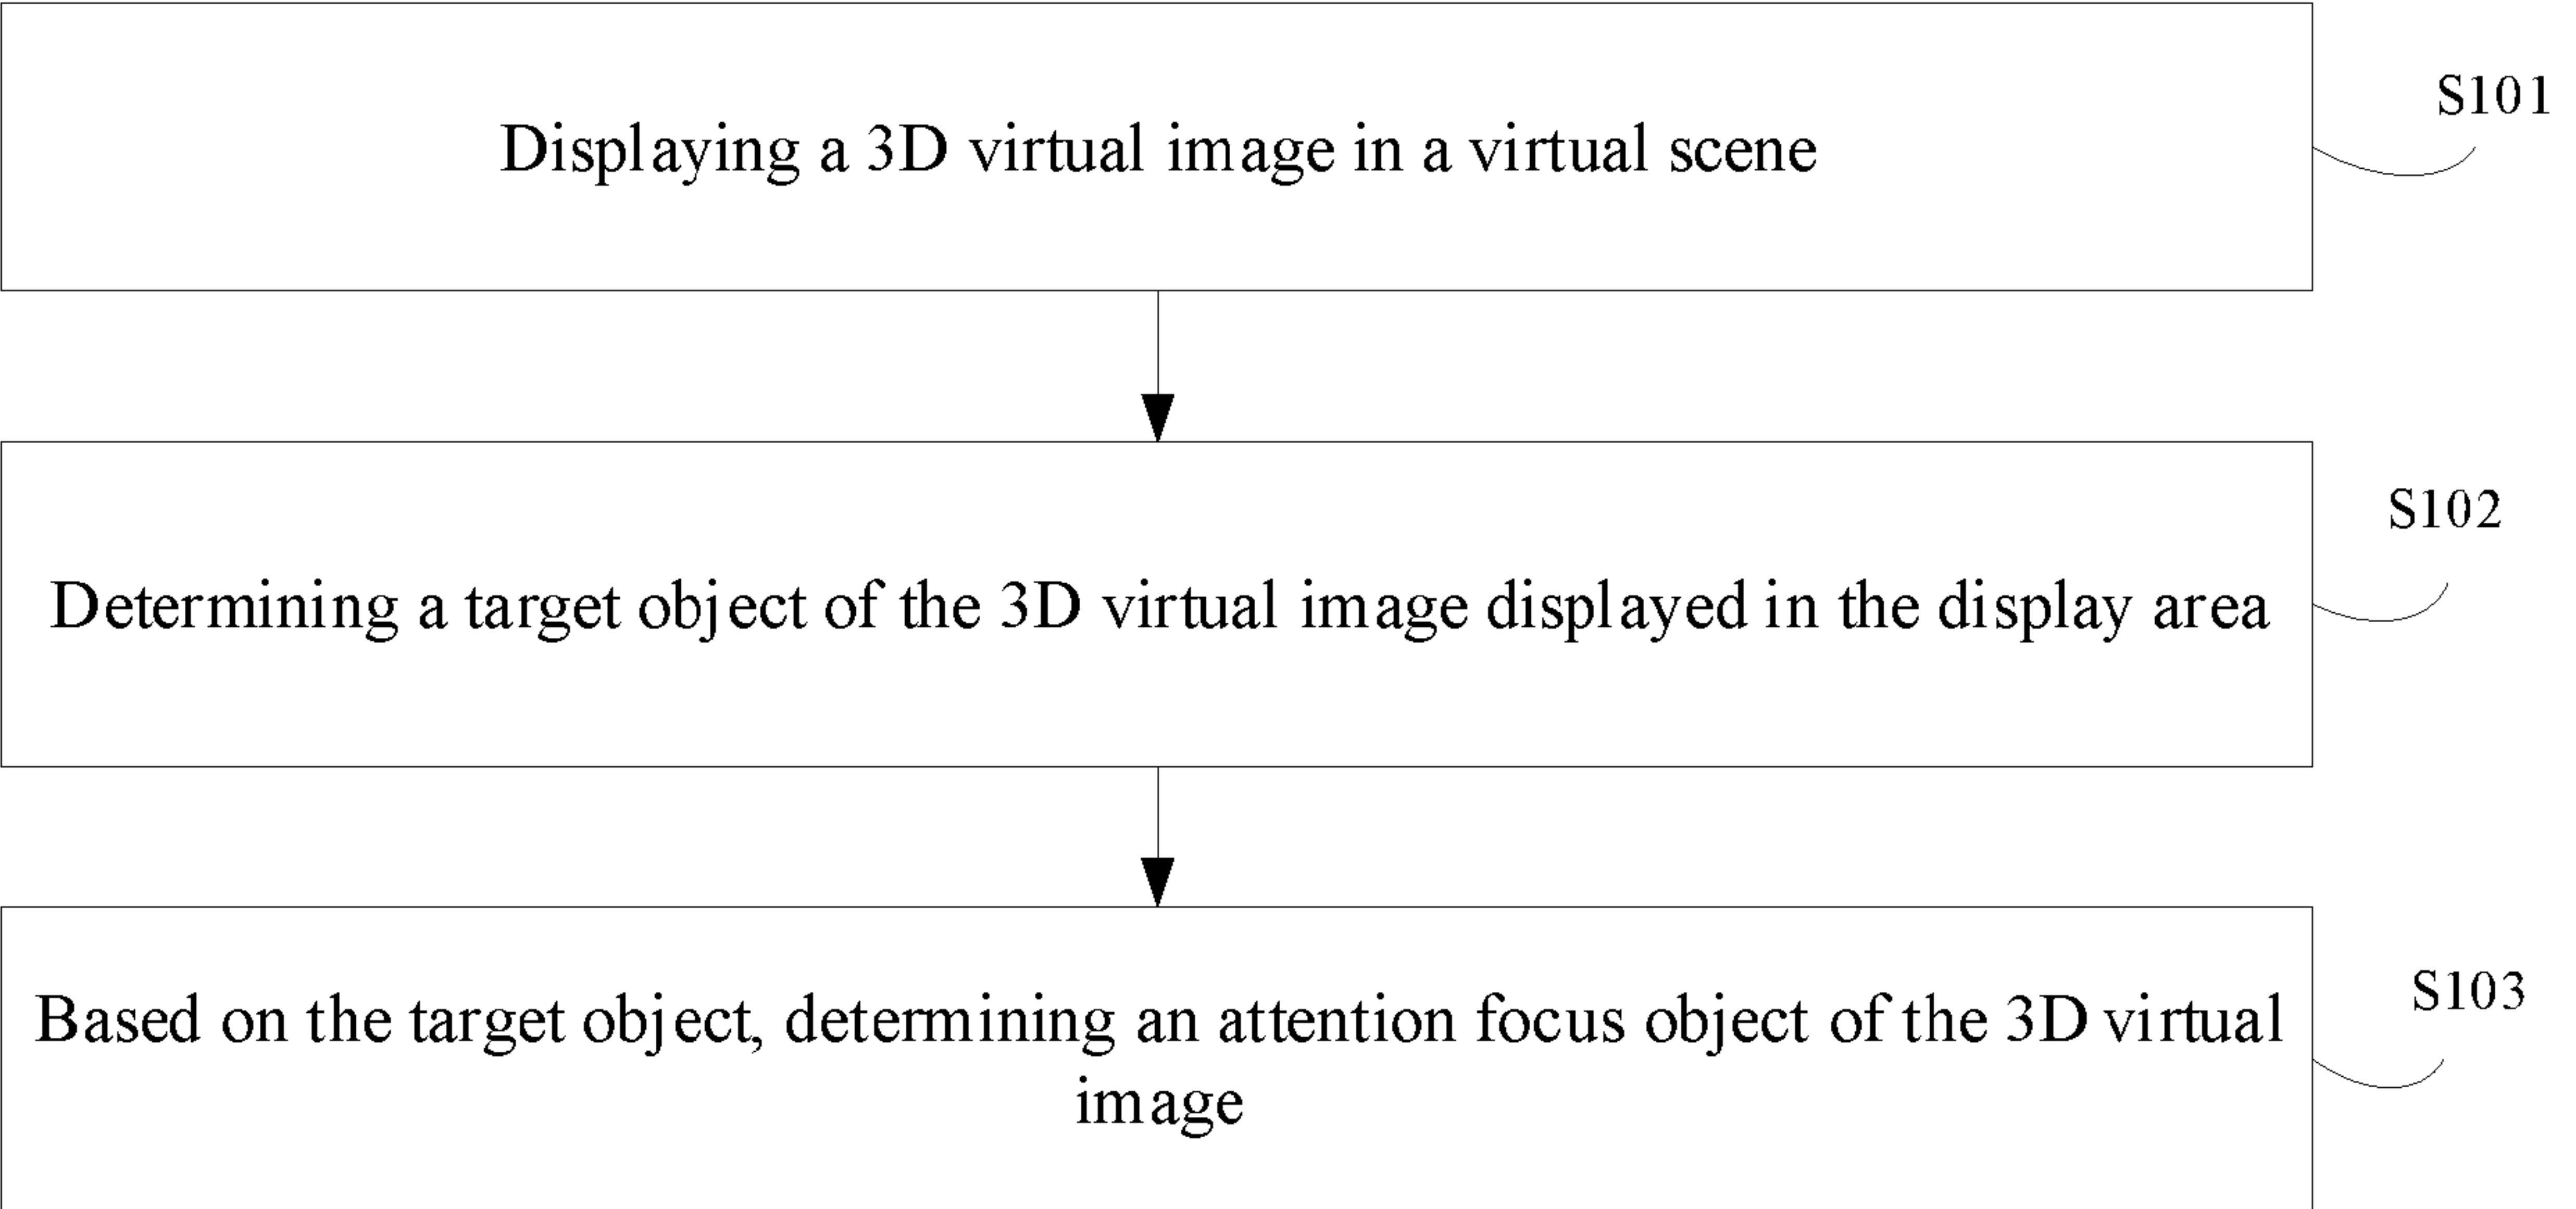 Displaying a 3D virtual image in a virtual scene
S101
Determining a target object of the 3D virtual image displayed in the display area
S102
Based on the target object, determining an attention focus object of the 3D virtual
image
S103